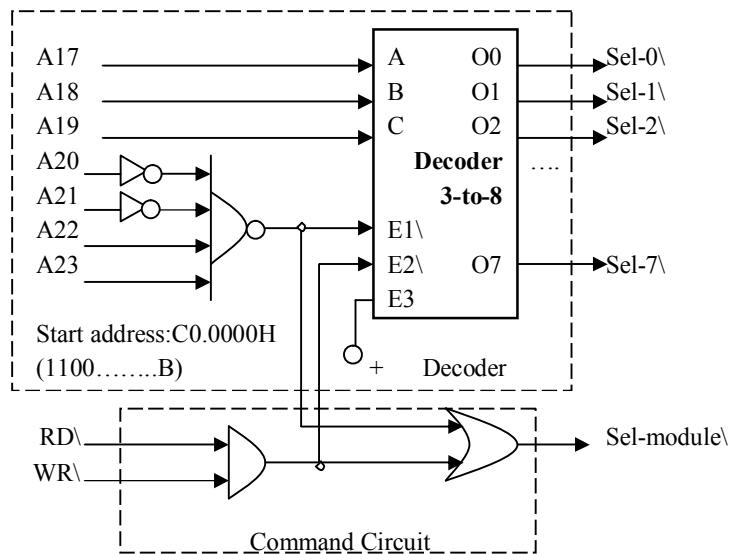 A17 A O0 Sel-0\
A18 B O1 Sel-1\
A19 C O2 Sel-2\
A20 Decoder ....
A21 3-to-8
A22 E1\
A23 E2\ O7 Sel-7\
E3
Start address:C0.0000H
(1100……..B) + Decoder
RD\ Sel-module\
WR\
Command Circuit